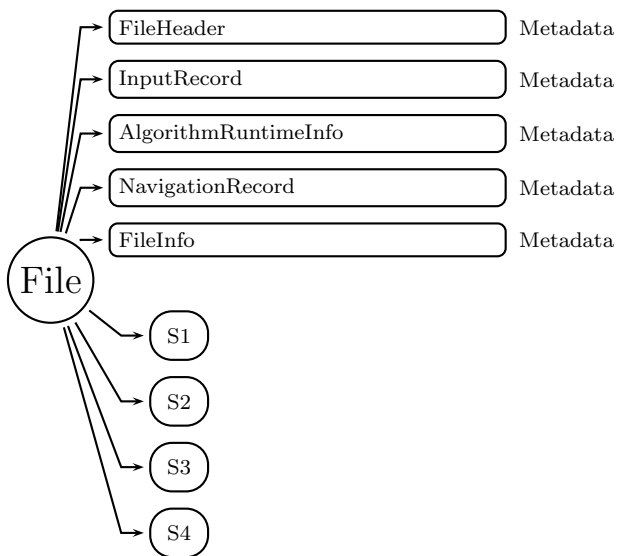 FileHeader Metadata
InputRecord Metadata
AlgorithmRuntimeInfo Metadata
NavigationRecord Metadata
FileInfo Metadata
File
S1
S2
S3
S4